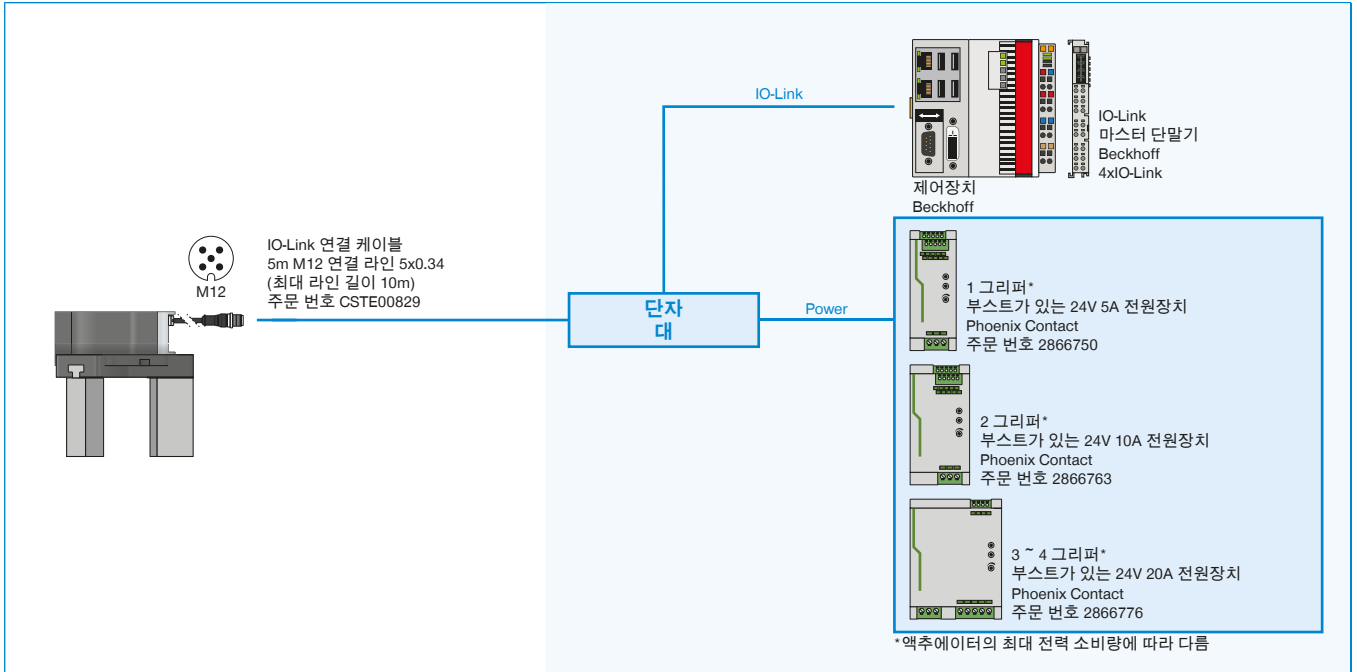 IO-Link
IO-Link
마스터 단말기
Beckhoff
4xIO-Link
제어장치
Beckhoff
M12
IO-Link 연결 케이블
5m M12 연결 라인 5x0.34
(최대 라인 길이 10m)
주문 번호 CSTE00829
단자
대
Power
1 그리퍼*
부스트가 있는 24V 5A 전원장치
Phoenix Contact
주문 번호 2866750
2 그리퍼*
부스트가 있는 24V 10A 전원장치
Phoenix Contact
주문 번호 2866763
3 ~ 4 그리퍼*
부스트가 있는 24V 20A 전원장치
Phoenix Contact
주문 번호 2866776
*액추에이터의 최대 전력 소비량에 따라 다름